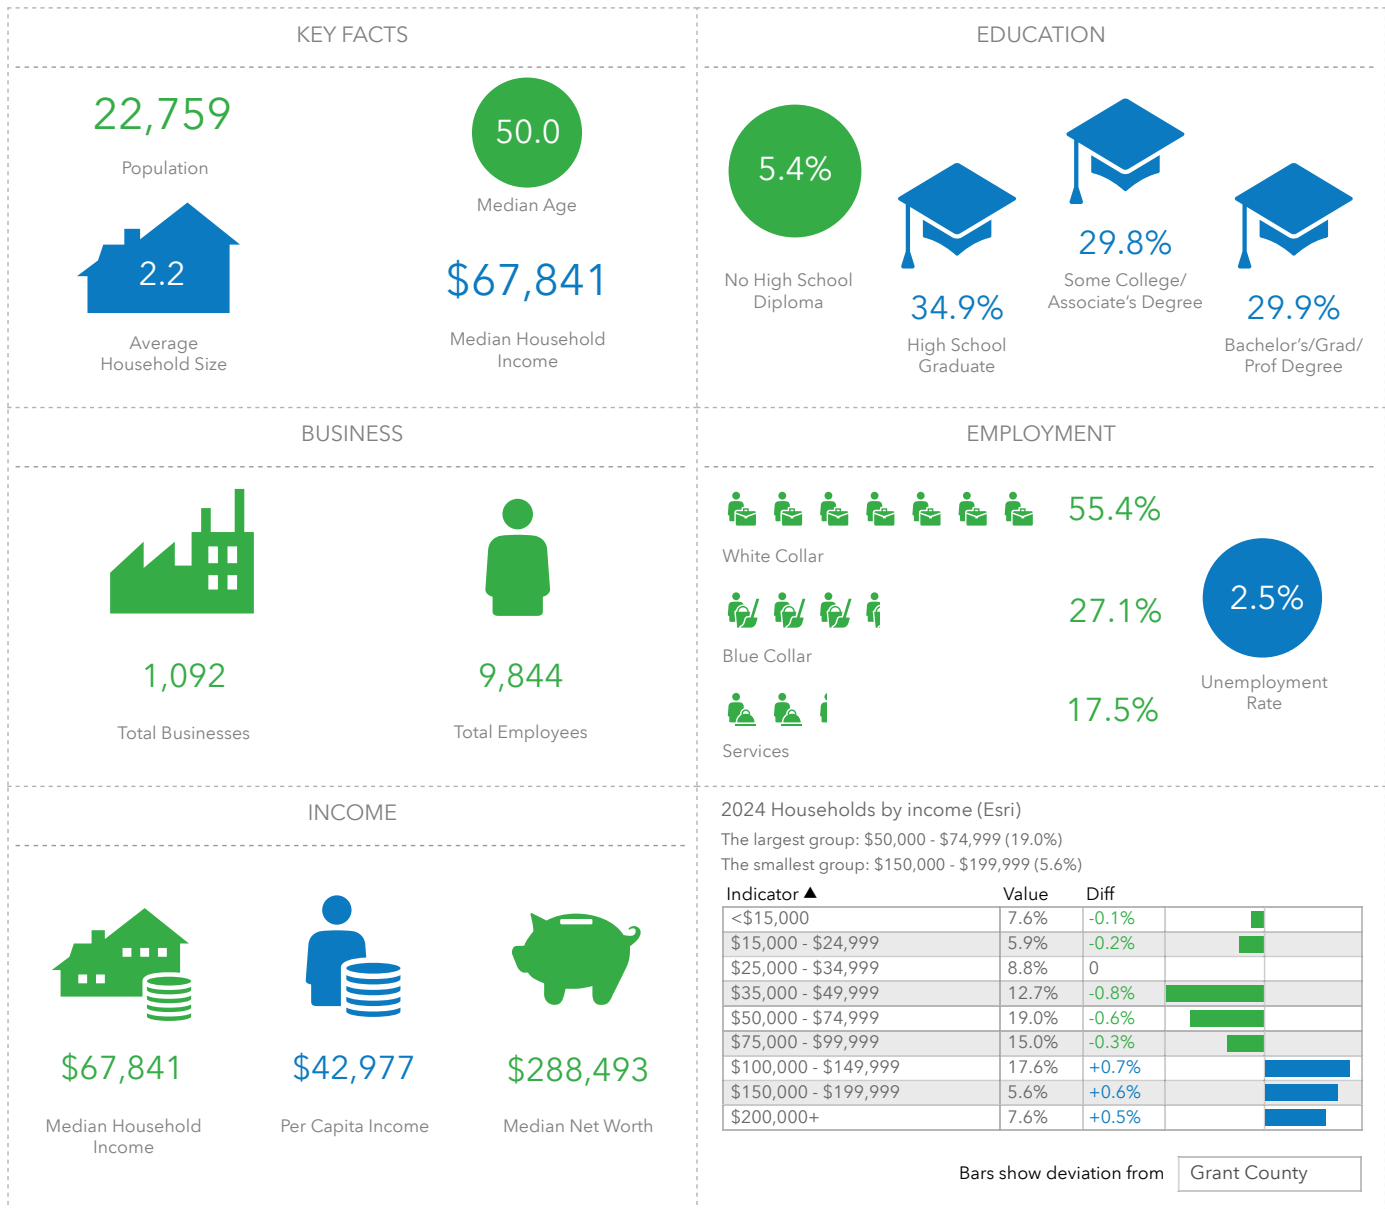 KEY FACTS
22,759
Population
50.0
Median Age
2.2
Average
Household Size
$67,841
Median Household
Income
EDUCATION
5.4%
No High School
Diploma
34.9%
High School
Graduate
29.8%
Some College/
Associate's Degree
29.9%
Bachelor's/Grad/
Prof Degree
BUSINESS
1,092
Total Businesses
9,844
Total Employees
EMPLOYMENT
55.4%
White Collar
27.1%
Blue Collar
17.5%
Services
2.5%
Unemployment
Rate
INCOME
$67,841
Median Household
Income
$42,977
Per Capita Income
$288,493
Median Net Worth
2024 Households by income (Esri)
The largest group: $50,000 - $74,999 (19.0%)
The smallest group: $150,000 - $199,999 (5.6%)
Indicator ▲ Value Diff
<$15,000 7.6% -0.1%
$15,000 - $24,999 5.9% -0.2%
$25,000 - $34,999 8.8% 0
$35,000 - $49,999 12.7% -0.8%
$50,000 - $74,999 19.0% -0.6%
$75,000 - $99,999 15.0% -0.3%
$100,000 - $149,999 17.6% +0.7%
$150,000 - $199,999 5.6% +0.6%
$200,000+ 7.6% +0.5%
Bars show deviation from Grant County